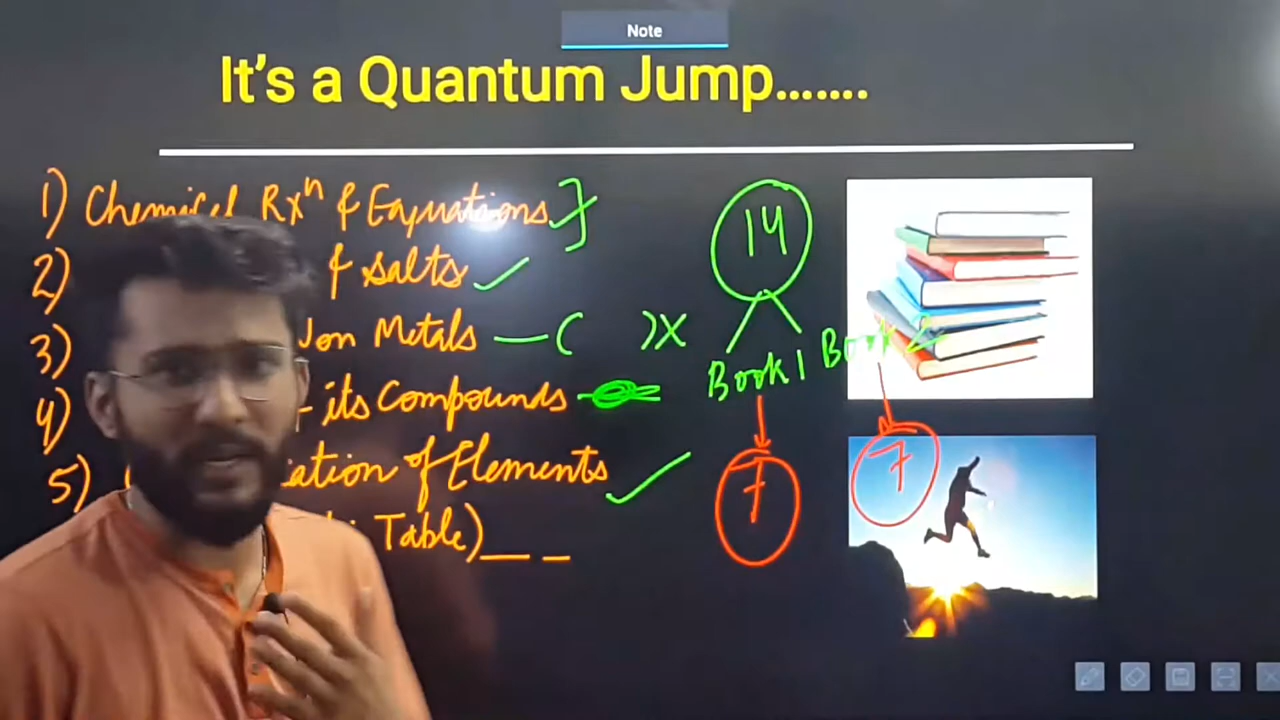 Note
It's a Quantum Jump.......
1) Chemical Rxⁿ & Equations
2) & salts
3) Non Metals — ( )x
4) its Compounds
5) of Elements
Table)_ _
14
Book 1 Book 2
7 7